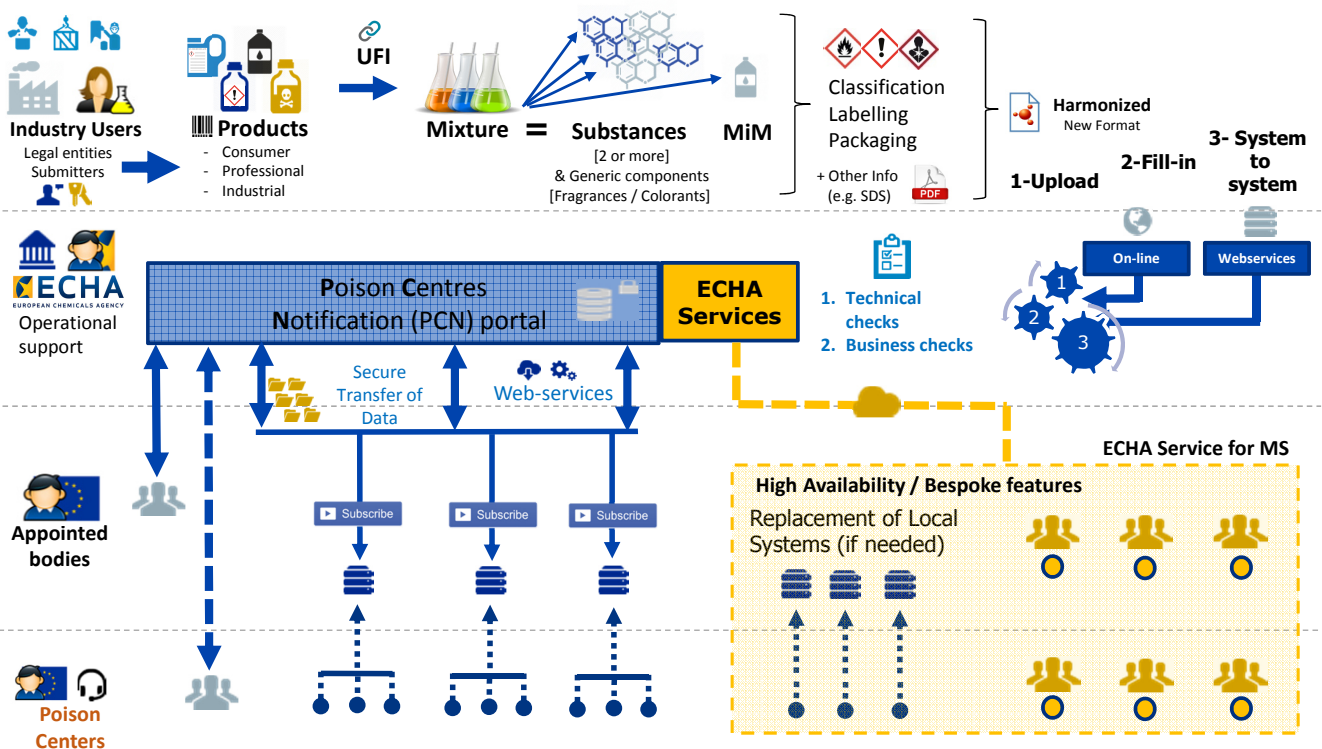 UFI
Industry Users
Legal entities
Submitters
Products
- Consumer
- Professional
- Industrial
Mixture
=
Substances
[2 or more]
& Generic components
[Fragrances / Colorants]
MiM
Classification
Labelling
Packaging
+ Other Info
(e.g. SDS)
PDF
Harmonized
New Format
1-Upload
2-Fill-in
3- System
to
system
ECHA
EUROPEAN CHEMICALS AGENCY
Operational
support
Poison Centres
Notification (PCN) portal
ECHA
Services
1. Technical
checks
2. Business checks
On-line
Webservices
1
2
3
Secure
Transfer of
Data
Web-services
Appointed
bodies
Subscribe
Subscribe
Subscribe
ECHA Service for MS
High Availability / Bespoke features
Replacement of Local
Systems (if needed)
Poison
Centers